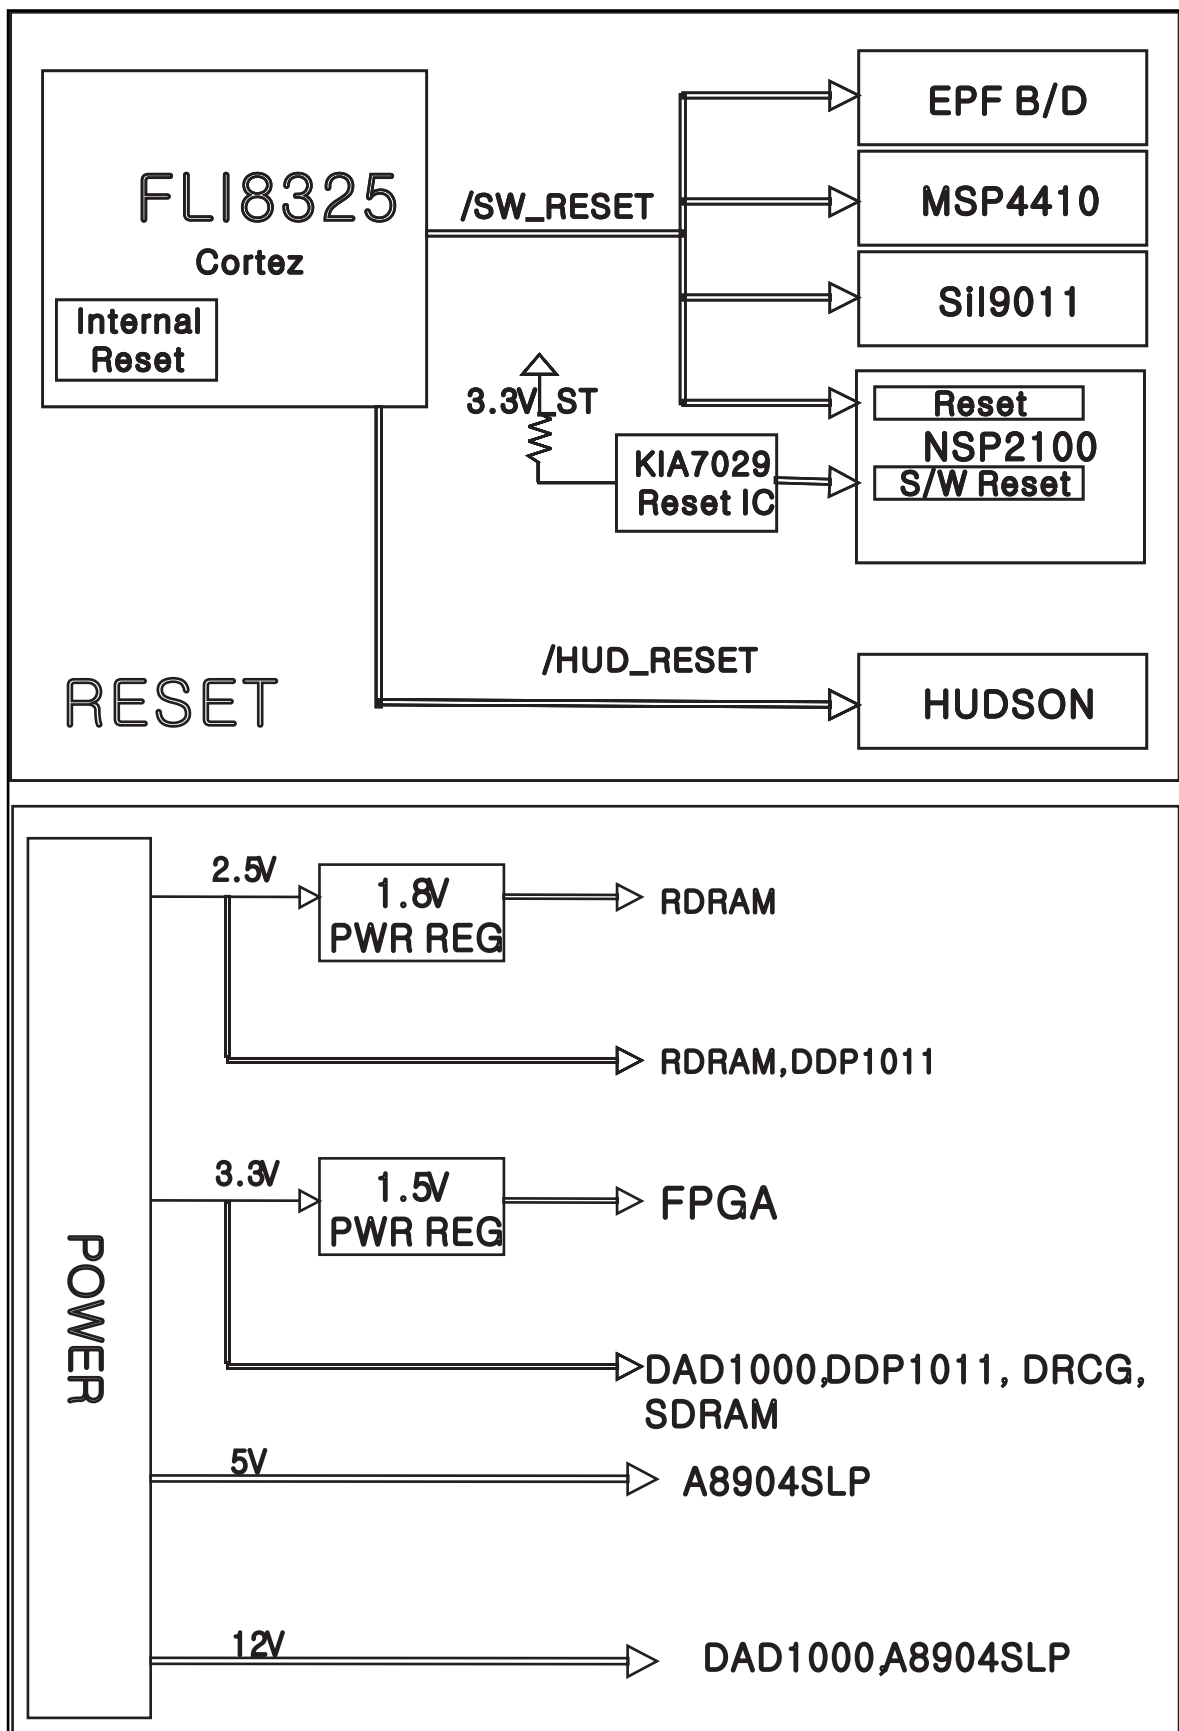 EPF B/D
FLI8325
Cortez
/SW_RESET
MSP4410
Internal
Reset
SiI9011
3.3V_ST
Reset
NSP2100
KIA7029
Reset IC
S/W Reset
/HUD_RESET
RESET
HUDSON
2.5V
1.8V
PWR REG
RDRAM
RDRAM,DDP1011
3.3V
1.5V
PWR REG
FPGA
POWER
DAD1000,DDP1011, DRCG,
SDRAM
5V
A8904SLP
12V
DAD1000,A8904SLP